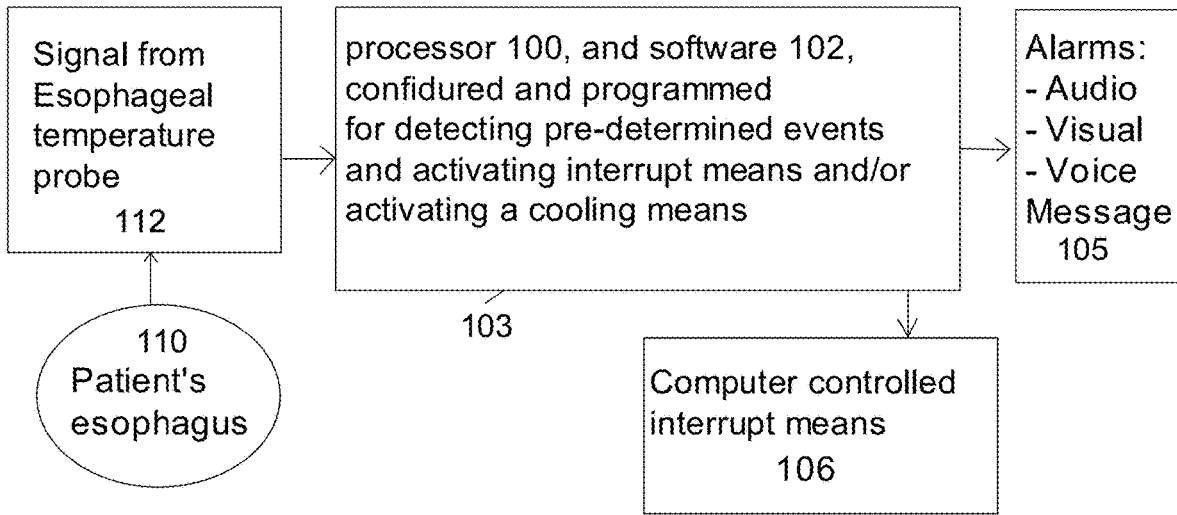 Signal from
Esophageal
temperature
probe
112
processor 100, and software 102,
confidured and programmed
for detecting pre-determined events
and activating interrupt means and/or
activating a cooling means
Alarms:
- Audio
- Visual
- Voice
Message
105
103
110
Patient's
esophagus
Computer controlled
interrupt means
106